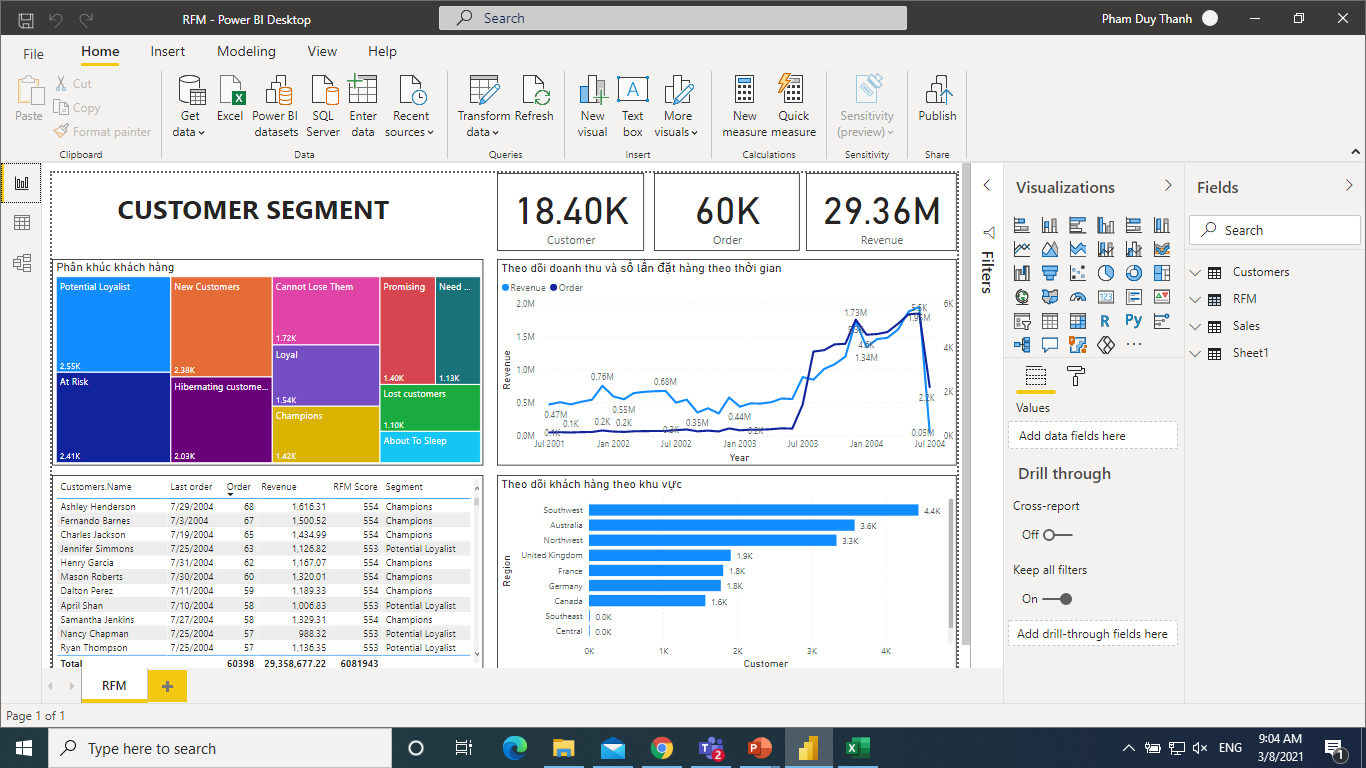 RFM - Power BI Desktop
Search
Pham Duy Thanh
File
Home
Insert
Modeling
View
Help
Paste
Cut
Copy
Format painter
Clipboard
Get data
Excel
Power BI datasets
SQL Server
Enter data
Recent sources
Data
Transform data
Refresh
Queries
New visual
Text box
More visuals
Insert
New measure
Quick measure
Calculations
Sensitivity (preview)
Sensitivity
Publish
Share
CUSTOMER SEGMENT
18.40K
Customer
60K
Order
29.36M
Revenue
Phân khúc khách hàng
Potential Loyalist
2.55K
At Risk
2.41K
New Customers
2.38K
Hibernating custome...
2.03K
Cannot Lose Them
1.72K
Loyal
1.54K
Champions
1.42K
Promising
1.40K
Need ...
1.13K
Lost customers
1.10K
About To Sleep
Theo dõi doanh thu và số lần đặt hàng theo thời gian
Revenue Order
2.0M
1.5M
1.0M
0.5M
0.0M
Revenue
6K
4K
2K
0K
0.47M
0.1K
0.76M
0.2K
0.55M
0.2K
0.68M
0.35M
0.44M
0.2K
1.73M
1.34M
2.2K
0.05M
Jul 2001
Jan 2002
Jul 2002
Jan 2003
Jul 2003
Jan 2004
Jul 2004
Year
Customers.Name Last order Order Revenue RFM Score Segment
Ashley Henderson 7/29/2004 68 1,616.31 554 Champions
Fernando Barnes 7/3/2004 67 1,500.52 554 Champions
Charles Jackson 7/19/2004 65 1,434.99 554 Champions
Jennifer Simmons 7/25/2004 63 1,126.82 553 Potential Loyalist
Henry Garcia 7/31/2004 62 1,167.07 554 Champions
Mason Roberts 7/30/2004 60 1,320.01 554 Champions
Dalton Perez 7/11/2004 59 1,189.33 554 Champions
April Shan 7/10/2004 58 1,006.83 553 Potential Loyalist
Samantha Jenkins 7/27/2004 58 1,329.31 554 Champions
Nancy Chapman 7/25/2004 57 988.32 553 Potential Loyalist
Ryan Thompson 7/25/2004 57 1,136.35 553 Potential Loyalist
Total 60398 29,358,677.22 6081943
Theo dõi khách hàng theo khu vực
Region
Southwest 4.4K
Australia 3.6K
Northwest 3.3K
United Kingdom 1.9K
France 1.8K
Germany 1.8K
Canada 1.6K
Southeast 0.0K
Central 0.0K
0K 1K 2K 3K 4K
Customer
Filters
Visualizations
R
Py
Values
Add data fields here
Drill through
Cross-report
Off
Keep all filters
On
Add drill-through fields here
Fields
Search
Customers
RFM
Sales
Sheet1
RFM
Page 1 of 1
Type here to search
2
ENG
9:04 AM
3/8/2021
1